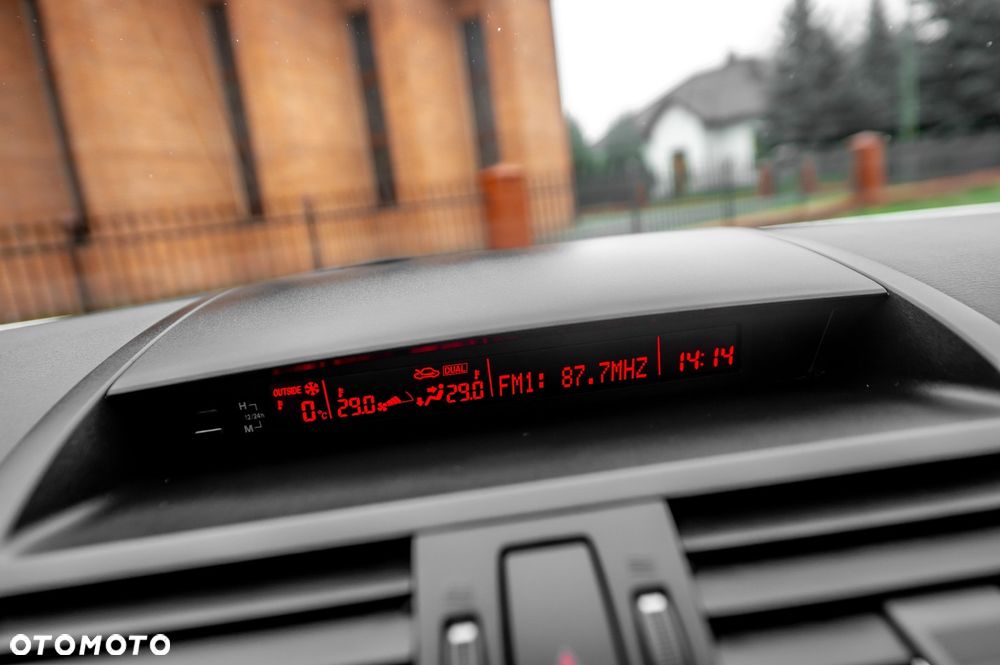 OUTSIDE
0°C 29.0 DUAL 29.0 FM1: 87.7MHZ 14:14
H
12/24h
M
OTOMOTO